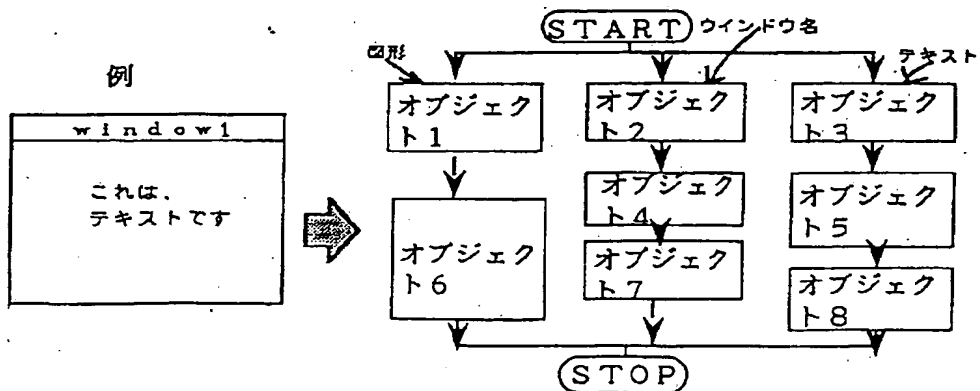 例
window1
これは、
テキストです
START
ウインドウ名
図形
テキスト
オブジェク
ト1
オブジェク
ト2
オブジェク
ト3
オブジェク
ト4
オブジェク
ト5
オブジェク
ト6
オブジェク
ト7
オブジェク
ト8
STOP